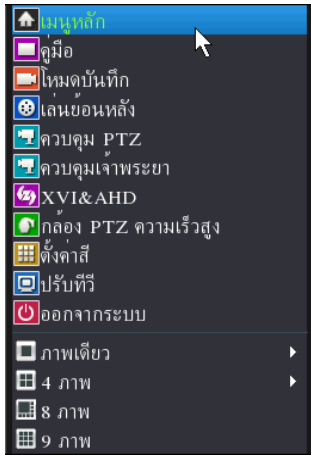 เมนูหลัก
คู่มือ
โหมดบันทึก
เล่นย้อนหลัง
ควบคุม PTZ
ควบคุมเจ้าพระยา
XVI&AHD
กล้อง PTZ ความเร็วสูง
ตั้งค่าสี
ปรับทีวี
ออกจากระบบ
ภาพเดียว
4 ภาพ
8 ภาพ
9 ภาพ